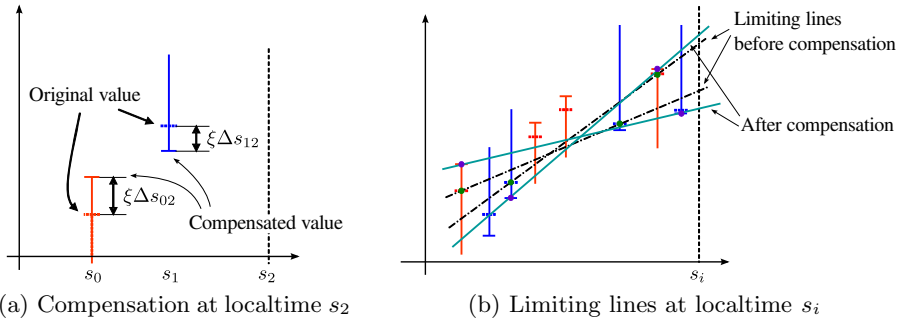 Original value
ξΔs₁₂
ξΔs₀₂
Compensated value
s₀
s₁
s₂
(a) Compensation at localtime s₂
Limiting lines
before compensation
After compensation
sᵢ
(b) Limiting lines at localtime sᵢ